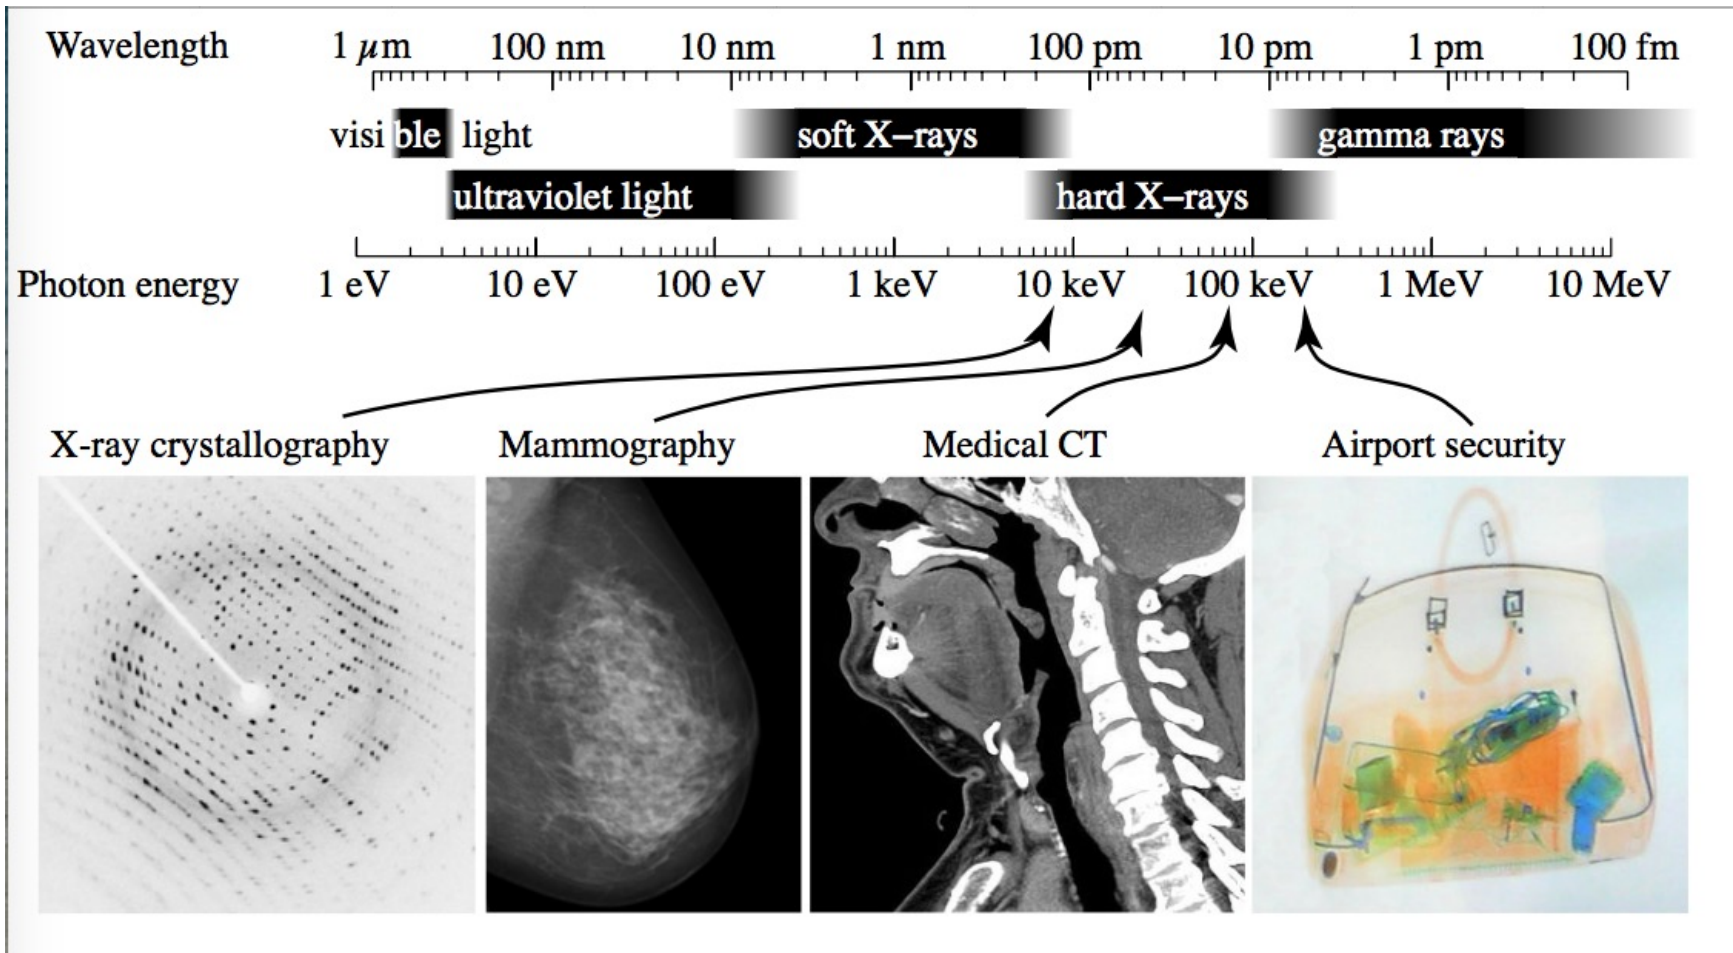 Wavelength 1 μm 100 nm 10 nm 1 nm 100 pm 10 pm 1 pm 100 fm
visible light soft X–rays gamma rays
ultraviolet light hard X–rays
Photon energy 1 eV 10 eV 100 eV 1 keV 10 keV 100 keV 1 MeV 10 MeV
X-ray crystallography Mammography Medical CT Airport security